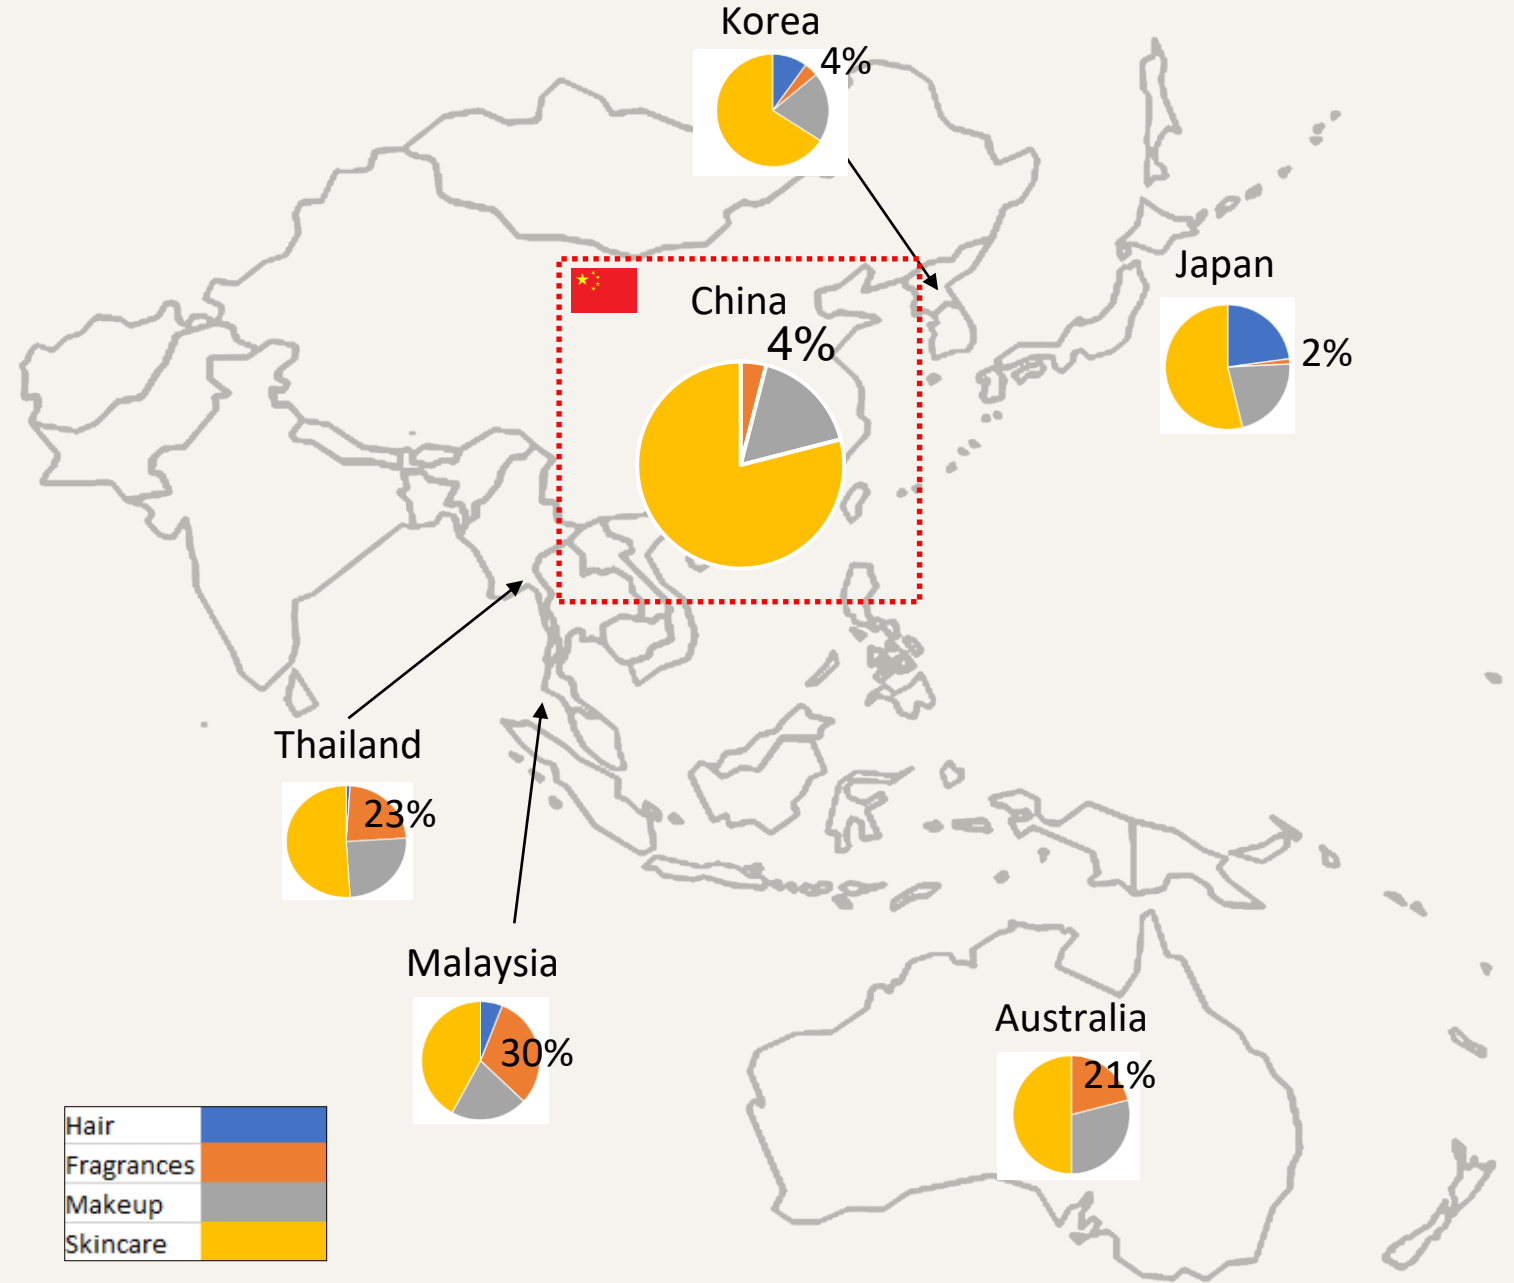 Korea
4%
Japan
2%
China
4%
Thailand
23%
Malaysia
30%
Australia
21%
Hair
Fragrances
Makeup
Skincare